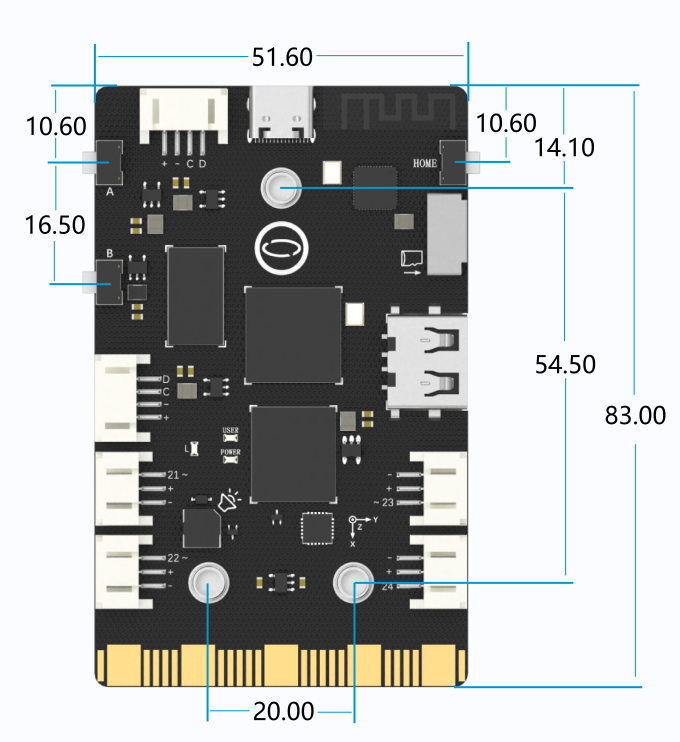 51.60
10.60
10.60
14.10
+ - C D
HOME
A
16.50
B
54.50
D
C
-
+
83.00
USER
L
POWER
21 ~
+
-
-
+
~ 23
Y
Z
X
22 ~
+
-
-
+
24
20.00